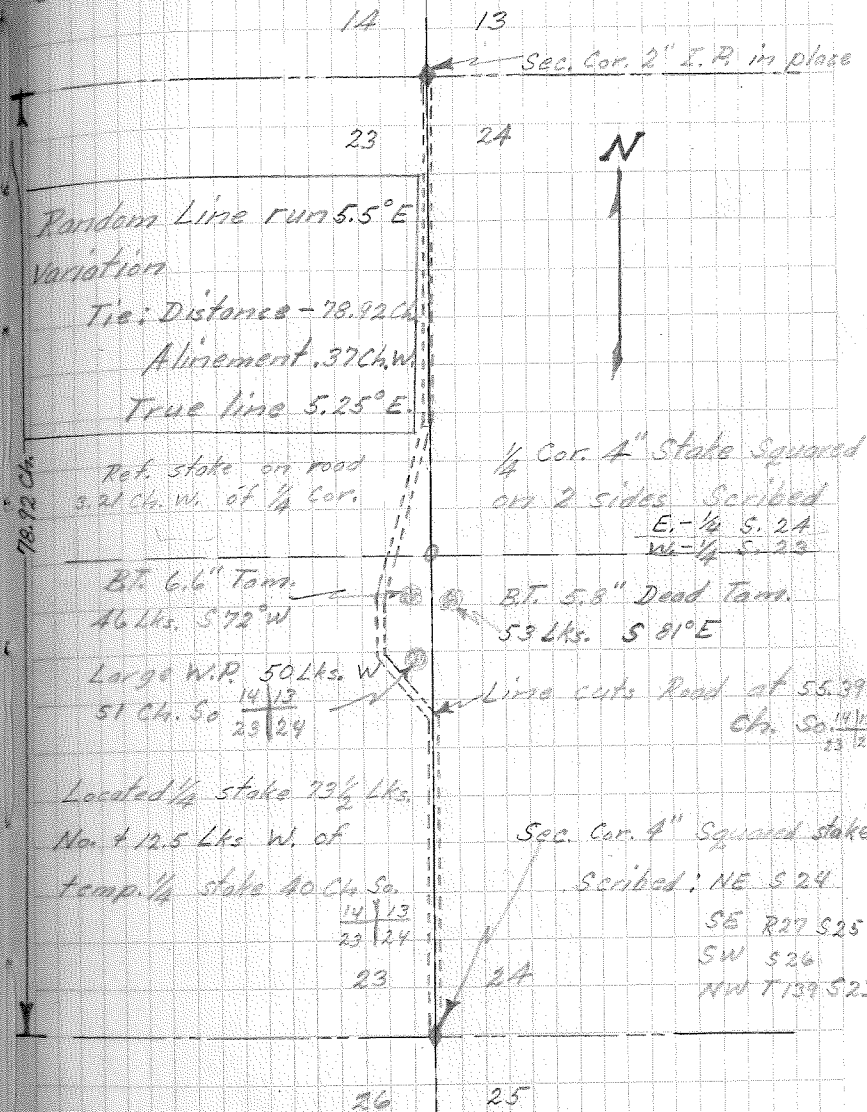 14 13
Sec. Cor. 2" I.P. in place
23 24
N
Random Line run 5.5° E
Variation
Tie: Distance - 78.92 Ch.
Alinement .37 Ch. W.
True line 5.25° E.
78.92 Ch.
Ref. stake on road
3.21 Ch. W. of 1/4 Cor.
1/4 Cor. 4" Stake Squared
on 2 sides Scribed
E. - 1/4 S. 24
W. - 1/4 S. 23
B.T. 6.6" Tam.
46 Lks. S 72° W
B.T. 5.8" Dead Tam.
53 Lks. S 81° E
Large W.P. 50 Lks. W
51 Ch. So 14 13
23 24
Line cuts Road at 55.39
Ch. So. 14 1
23 2
Located 1/4 stake 73 1/2 Lks.
No. + 12.5 Lks W. of
temp. 1/4 stake 40 Ch So.
14 13
23 24
Sec. Cor. 4" Squared stake
Scribed: NE S 24
SE R27 S25
SW S26
NW T139 S23
23 24
26 25